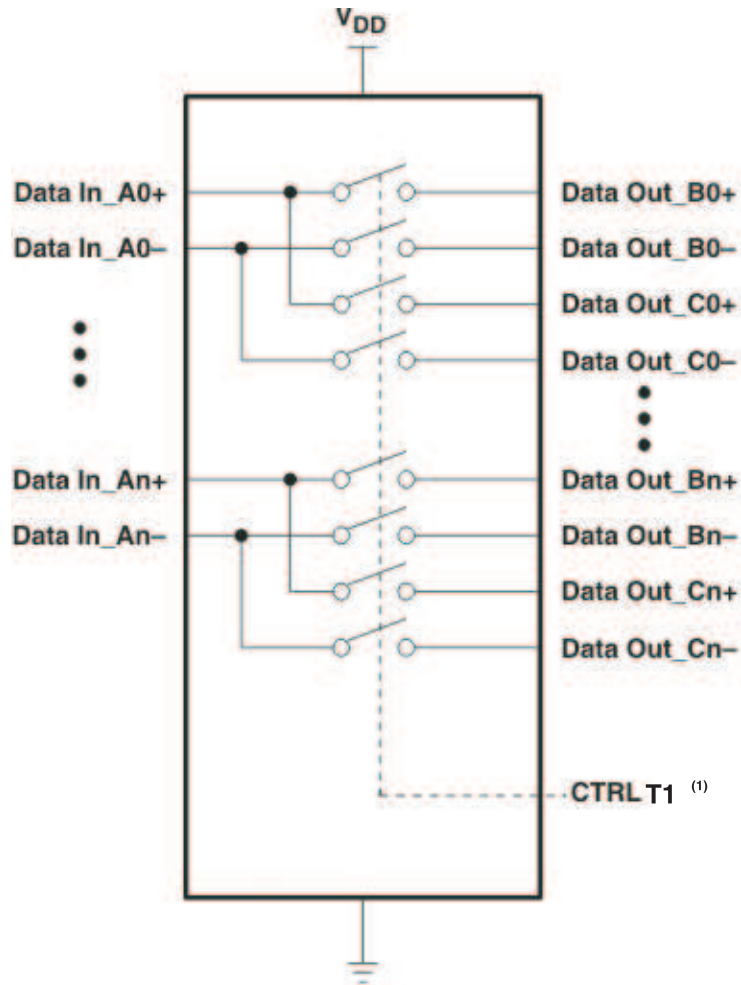 VDD
Data In_A0+
Data Out_B0+
Data In_A0–
Data Out_B0–
Data Out_C0+
Data Out_C0–
Data In_An+
Data Out_Bn+
Data In_An–
Data Out_Bn–
Data Out_Cn+
Data Out_Cn–
CTRL T1 (1)